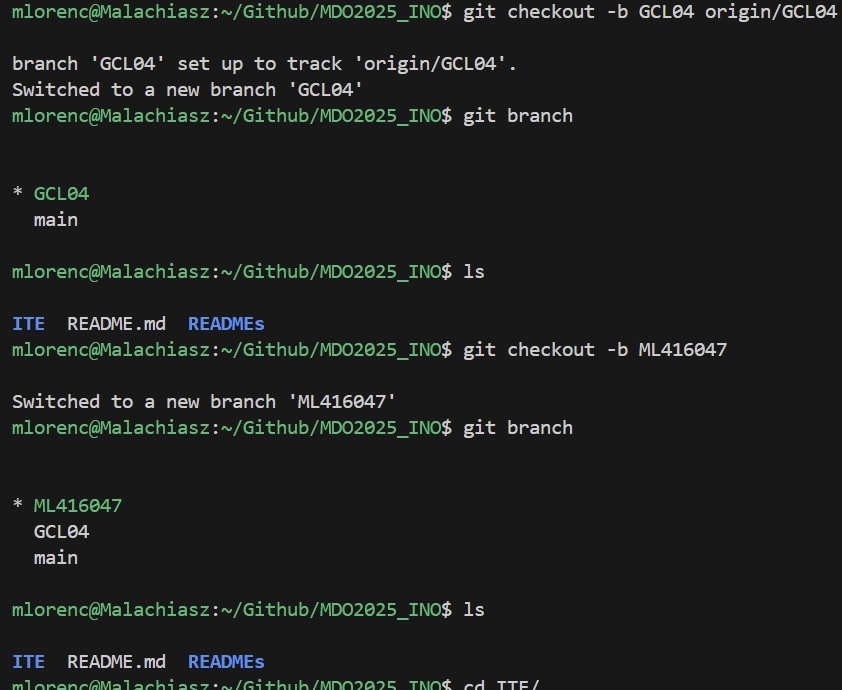 mlorenc@Malachiasz:~/Github/MDO2025_INO$ git checkout -b GCL04 origin/GCL04
branch 'GCL04' set up to track 'origin/GCL04'.
Switched to a new branch 'GCL04'
mlorenc@Malachiasz:~/Github/MDO2025_INO$ git branch
* GCL04
main
mlorenc@Malachiasz:~/Github/MDO2025_INO$ ls
ITE README.md READMEs
mlorenc@Malachiasz:~/Github/MDO2025_INO$ git checkout -b ML416047
Switched to a new branch 'ML416047'
mlorenc@Malachiasz:~/Github/MDO2025_INO$ git branch
* ML416047
GCL04
main
mlorenc@Malachiasz:~/Github/MDO2025_INO$ ls
ITE README.md READMEs
mlorenc@Malachiasz:~/Github/MDO2025_INO$ cd ITE/